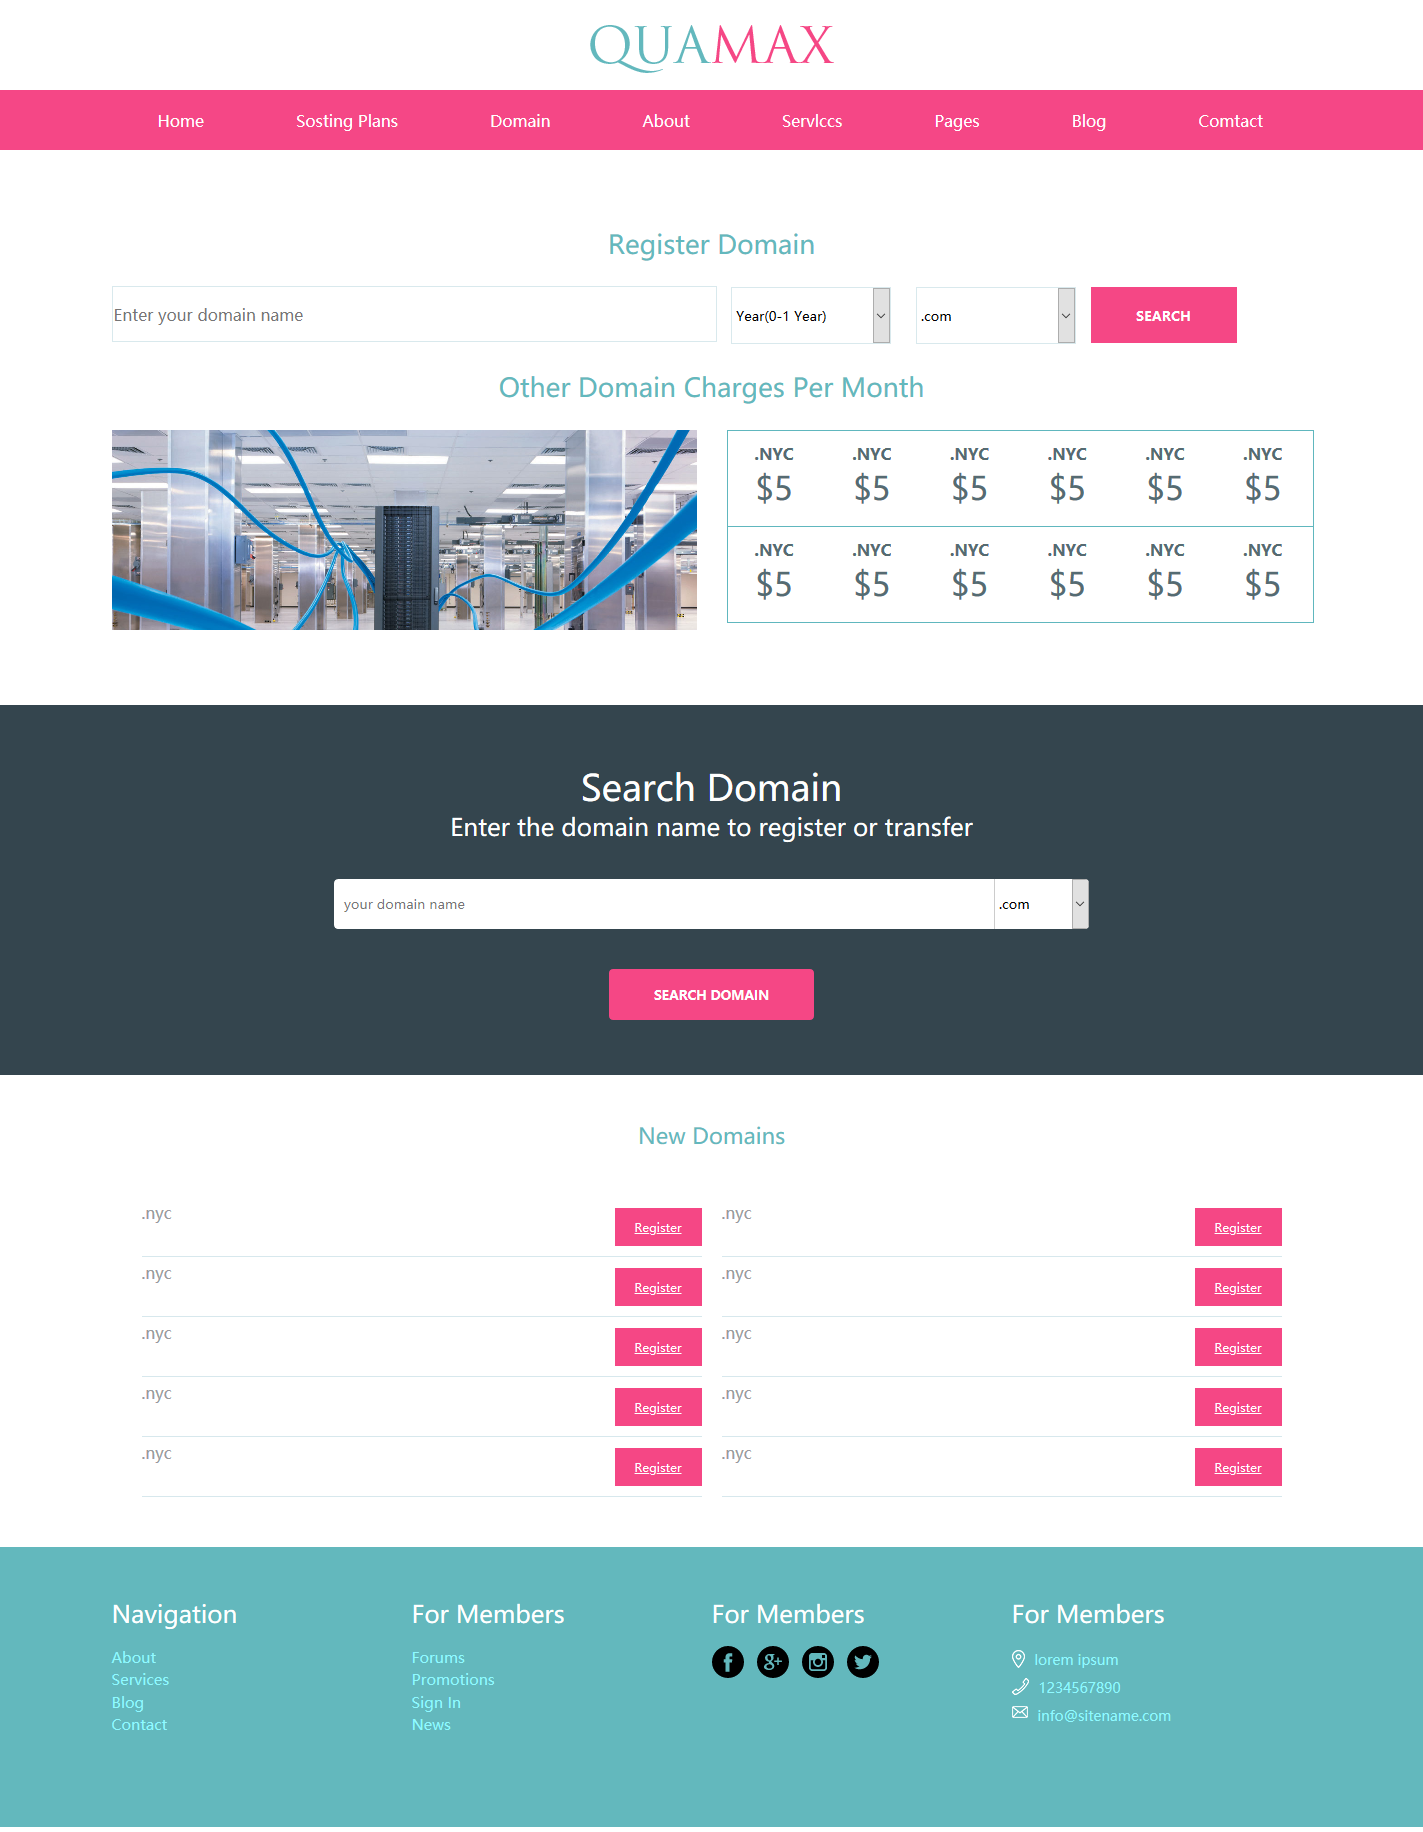 QUAMAX
Home Sosting Plans Domain About Servlccs Pages Blog Comtact
Register Domain
Enter your domain name Year(0-1 Year) .com SEARCH
Other Domain Charges Per Month
.NYC .NYC .NYC .NYC .NYC .NYC
$5 $5 $5 $5 $5 $5
.NYC .NYC .NYC .NYC .NYC .NYC
$5 $5 $5 $5 $5 $5
Search Domain
Enter the domain name to register or transfer
your domain name .com
SEARCH DOMAIN
New Domains
.nyc Register .nyc Register
.nyc Register .nyc Register
.nyc Register .nyc Register
.nyc Register .nyc Register
.nyc Register .nyc Register
Navigation
About
Services
Blog
Contact
For Members
Forums
Promotions
Sign In
News
For Members
For Members
lorem ipsum
1234567890
info@sitename.com